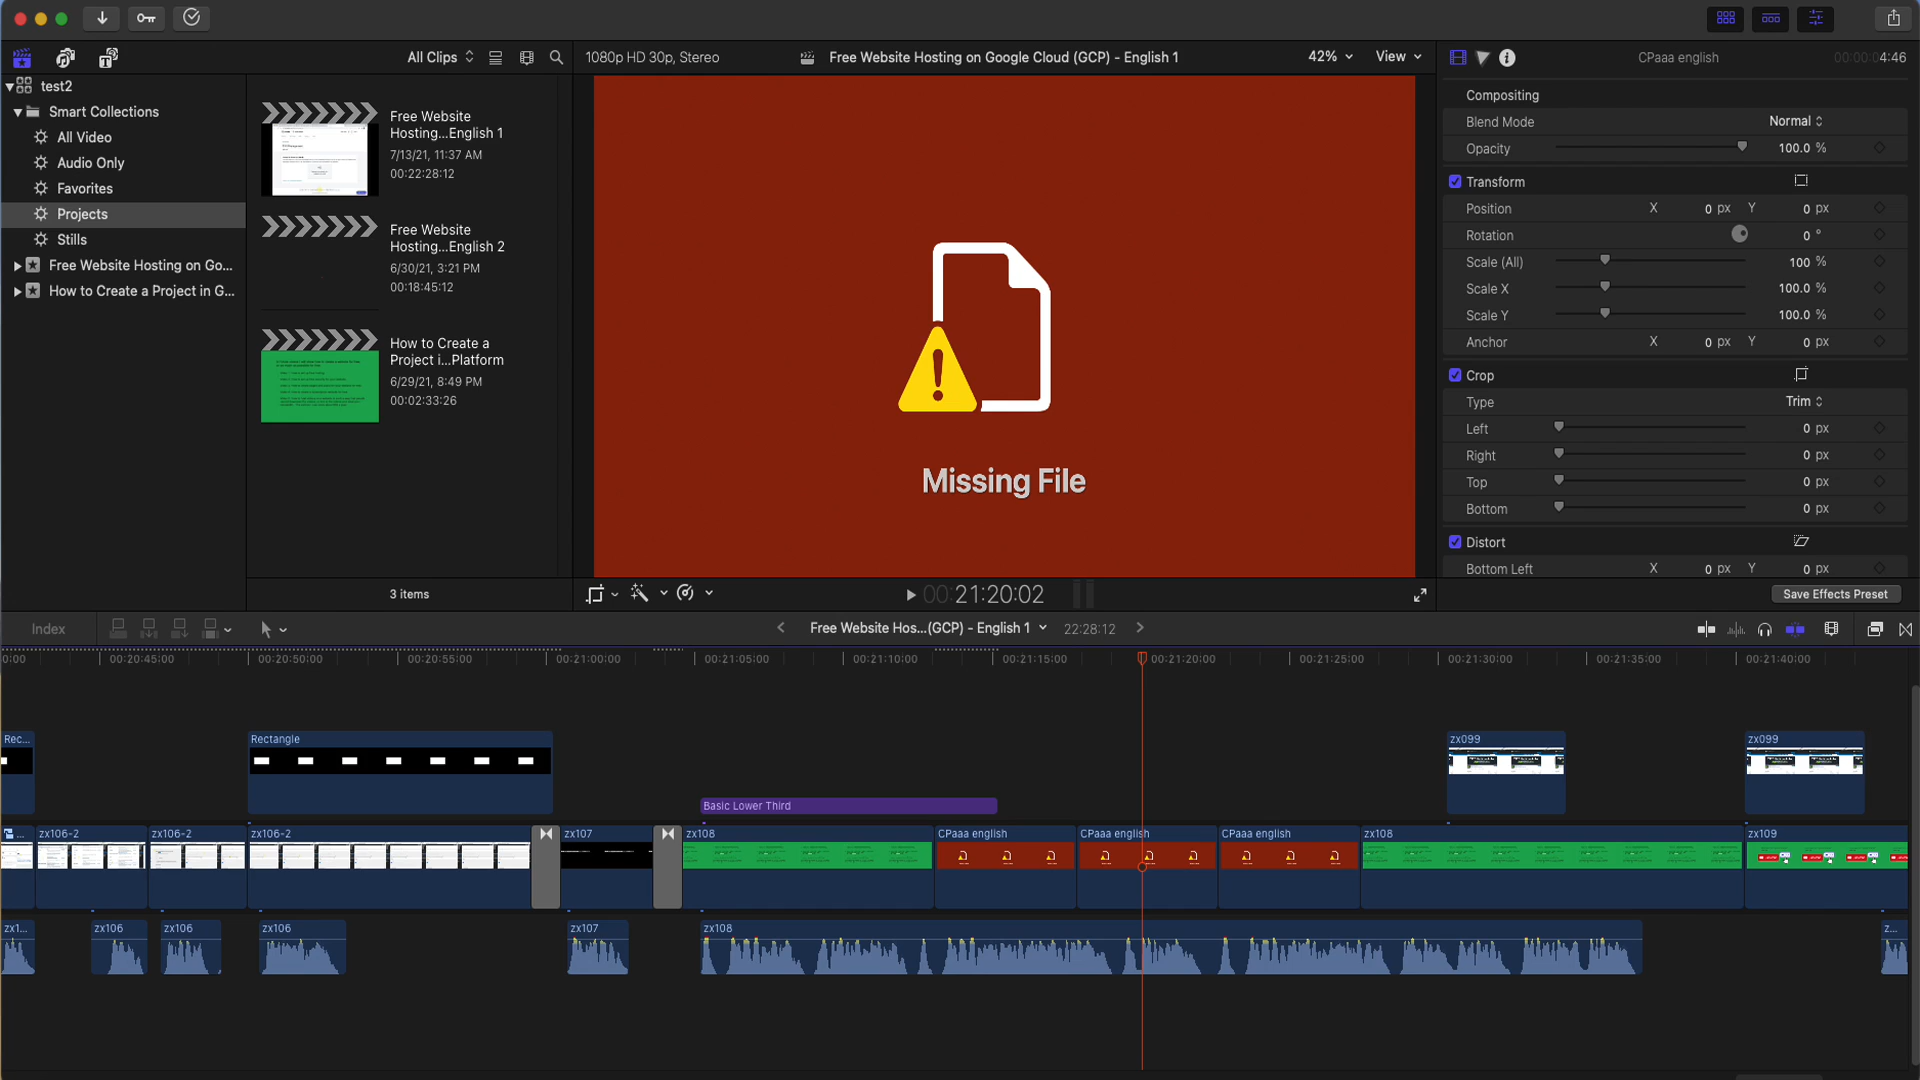 All Clips
1080p HD 30p, Stereo
Free Website Hosting on Google Cloud (GCP) - English 1
42%
View
CPaaa english
00:00:04:46
test2
Smart Collections
All Video
Audio Only
Favorites
Projects
Stills
Free Website Hosting on Go...
How to Create a Project in G...
Free Website
Hosting...English 1
7/13/21, 11:37 AM
00:22:28:12
Free Website
Hosting...English 2
6/30/21, 3:21 PM
00:18:45:12
How to Create a
Project i...Platform
6/29/21, 8:49 PM
00:02:33:26
3 items
Missing File
00:21:20:02
Compositing
Blend Mode
Normal
Opacity
100.0 %
Transform
Position
X
0 px
Y
0 px
Rotation
0 °
Scale (All)
100 %
Scale X
100.0 %
Scale Y
100.0 %
Anchor
X
0 px
Y
0 px
Crop
Type
Trim
Left
0 px
Right
0 px
Top
0 px
Bottom
0 px
Distort
Bottom Left
X
0 px
Y
0 px
Save Effects Preset
Index
Free Website Hos...(GCP) - English 1
22:28:12
0:00
00:20:45:00
00:20:50:00
00:20:55:00
00:21:00:00
00:21:05:00
00:21:10:00
00:21:15:00
00:21:20:00
00:21:25:00
00:21:30:00
00:21:35:00
00:21:40:00
Rec...
Rectangle
zx099
zx099
Basic Lower Third
...
zx106-2
zx106-2
zx106-2
zx107
zx108
CPaaa english
CPaaa english
CPaaa english
zx108
zx109
zx1...
zx106
zx106
zx106
zx107
zx108
z...